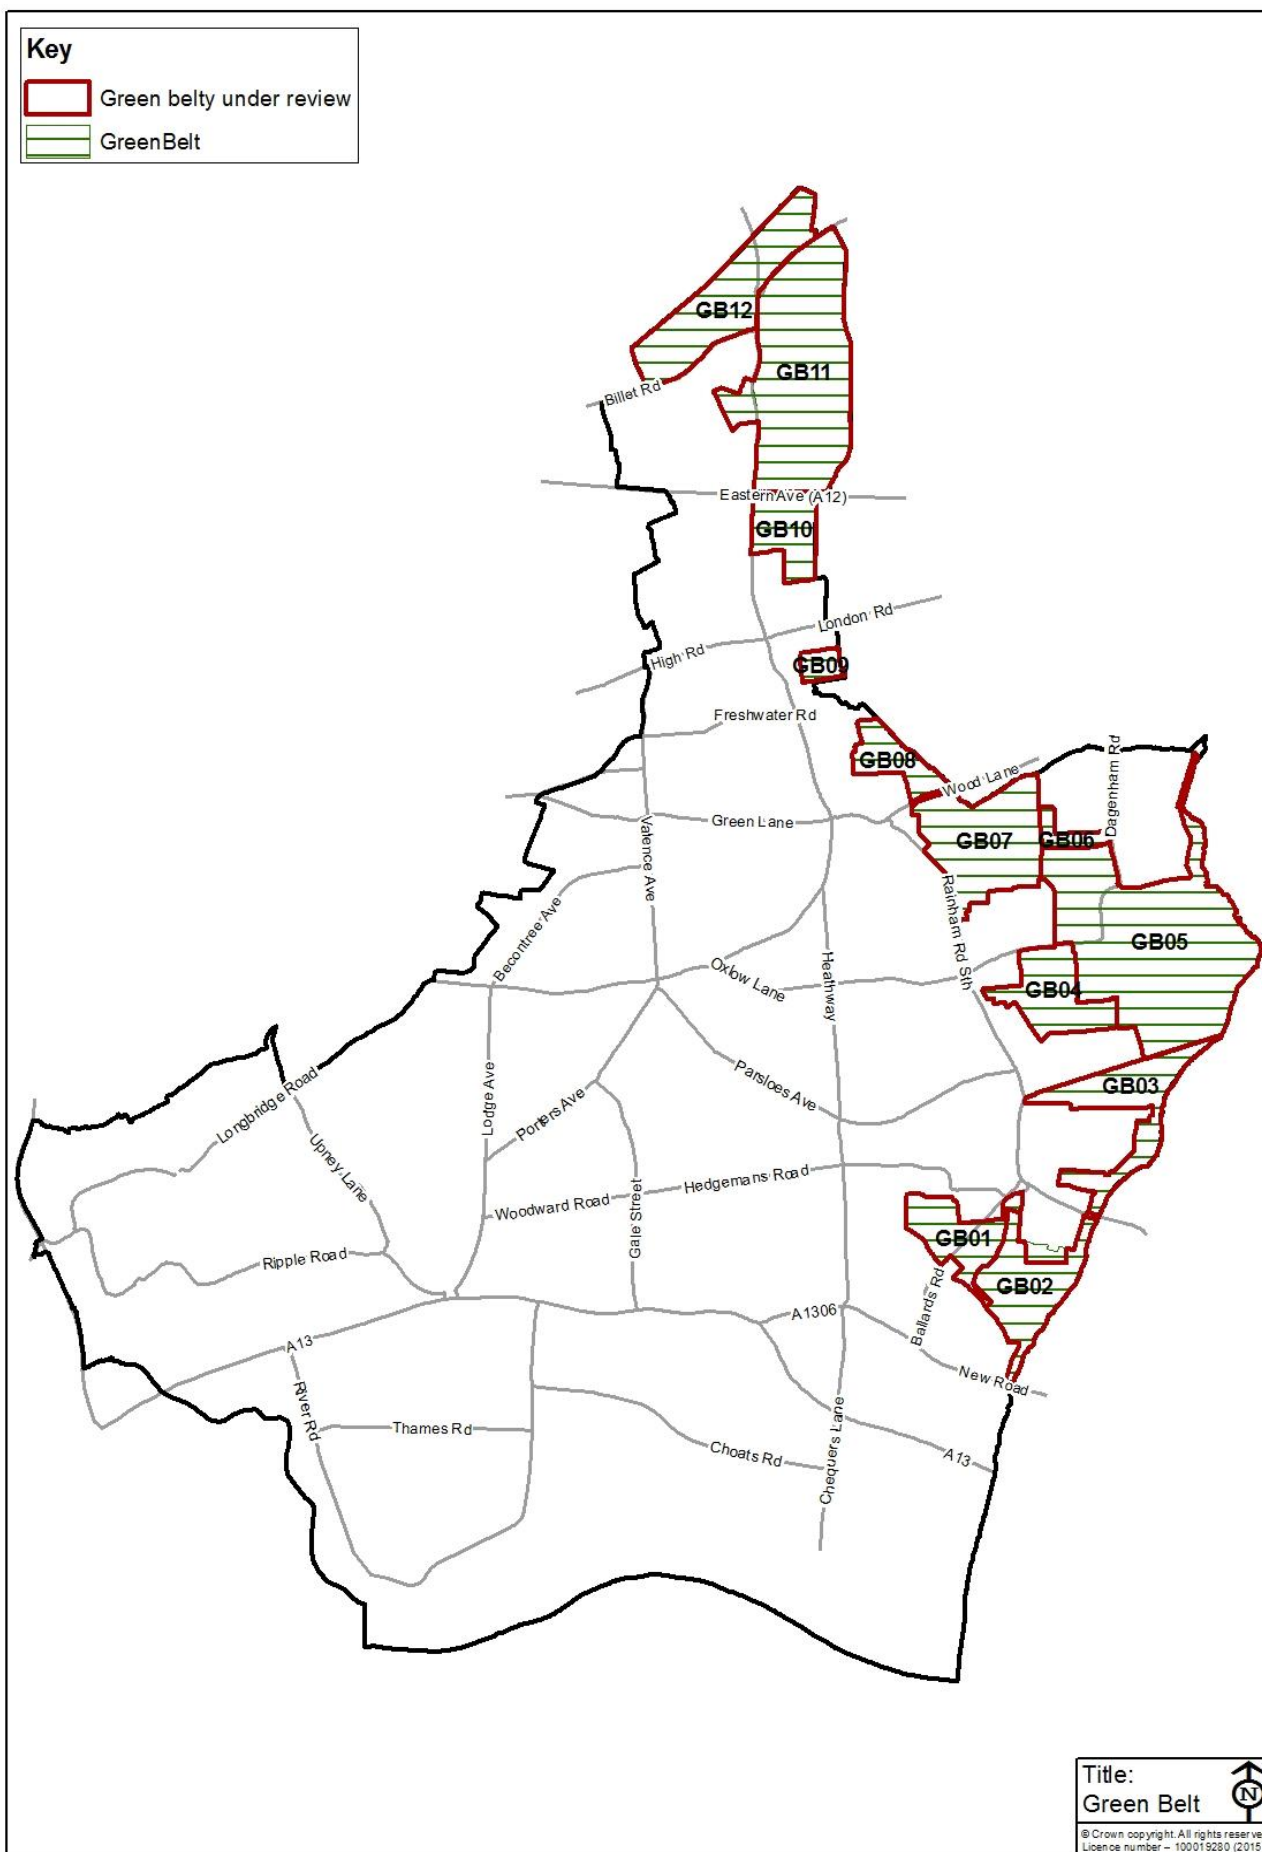 Key
Green belty under review
GreenBelt
GB12
GB11
Billet Rd
Eastern Ave (A12)
GB10
London Rd
High Rd
GB09
Freshwater Rd
GB08
Wood Lane
Dagenham Rd
Green Lane
Valence Ave
GB07
GB06
Rainham Rd Sth
Becontree Ave
GB05
Oxlow Lane
Heathway
GB04
Longbridge Road
Lodge Ave
Porters Ave
Parsloes Ave
GB03
Upney Lane
Hedgemans Road
Woodward Road
Gale Street
GB01
Ripple Road
GB02
Ballards Rd
A1306
A13
New Road
River Rd
Thames Rd
Choats Rd
Chequers Lane
A13
Title:
Green Belt
N
© Crown copyright. All rights reserve
Licence number – 100019280 (2015